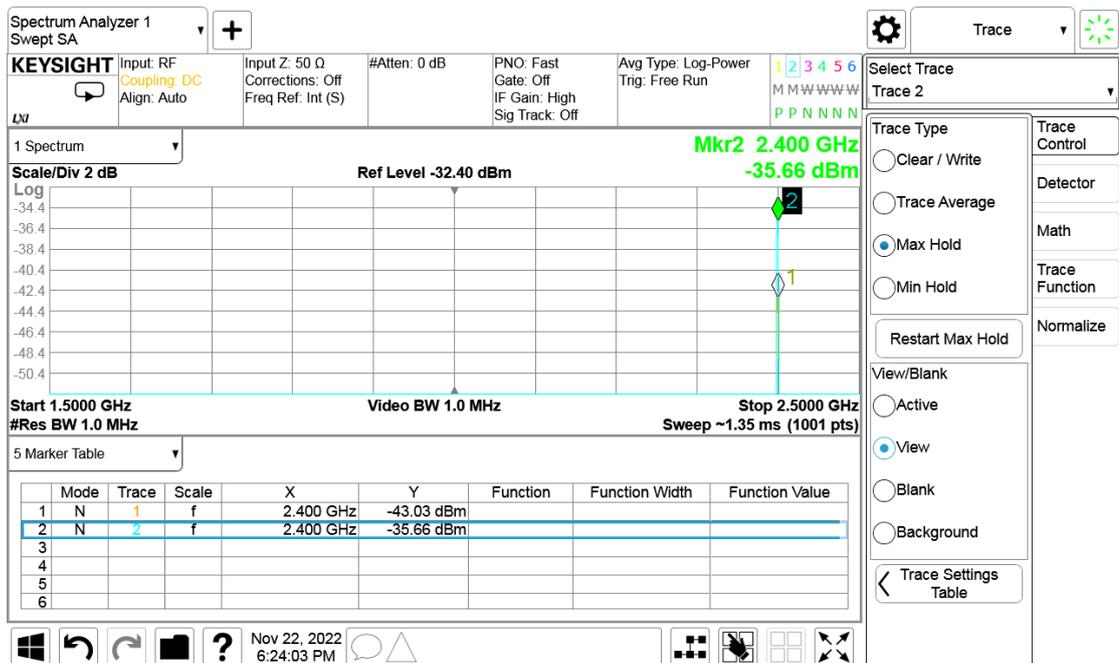 Spectrum Analyzer 1
Swept SA
+
Trace
KEYSIGHT
LXI
Input: RF
Coupling: DC
Align: Auto
Input Z: 50 Ω
Corrections: Off
Freq Ref: Int (S)
#Atten: 0 dB
PNO: Fast
Gate: Off
IF Gain: High
Sig Track: Off
Avg Type: Log-Power
Trig: Free Run
1 2 3 4 5 6
M M W W W W
P P N N N N
Select Trace
Trace 2
1 Spectrum
Mkr2 2.400 GHz
-35.66 dBm
Scale/Div 2 dB
Ref Level -32.40 dBm
Log
-34.4
-36.4
-38.4
-40.4
-42.4
-44.4
-46.4
-48.4
-50.4
2
1
Start 1.5000 GHz
Video BW 1.0 MHz
Stop 2.5000 GHz
#Res BW 1.0 MHz
Sweep ~1.35 ms (1001 pts)
5 Marker Table
Mode Trace Scale X Y Function Function Width Function Value
1 N 1 f 2.400 GHz -43.03 dBm
2 N 2 f 2.400 GHz -35.66 dBm
3
4
5
6
Trace Type
Clear / Write
Trace Average
Max Hold
Min Hold
Restart Max Hold
View/Blank
Active
View
Blank
Background
Trace Settings
Table
Trace
Control
Detector
Math
Trace
Function
Normalize
?
Nov 22, 2022
6:24:03 PM